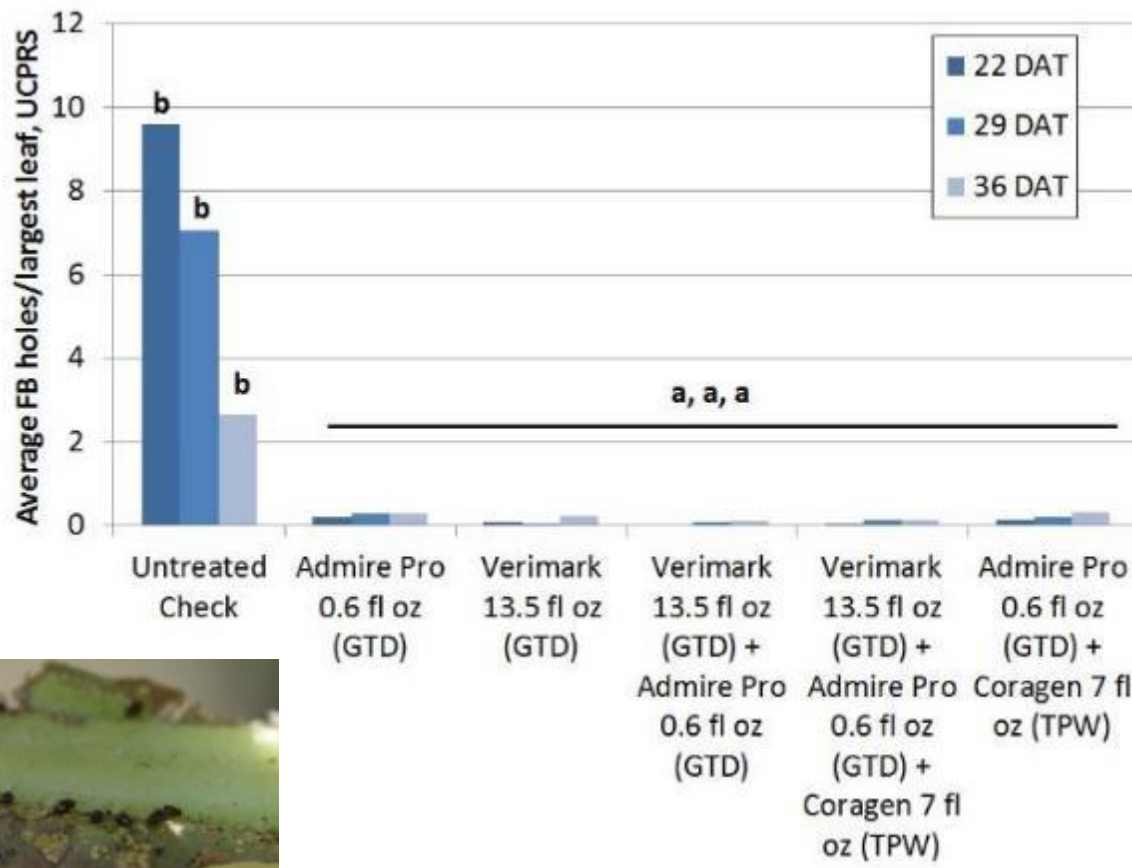 Average FB holes/largest leaf, UCPRS
12
10
8
6
4
2
0
22 DAT
29 DAT
36 DAT
b
b
b
a, a, a
Untreated
Check
Admire Pro
0.6 fl oz
(GTD)
Verimark
13.5 fl oz
(GTD)
Verimark
13.5 fl oz
(GTD) +
Admire Pro
0.6 fl oz
(GTD)
Verimark
13.5 fl oz
(GTD) +
Admire Pro
0.6 fl oz
(GTD) +
Coragen 7 fl
oz (TPW)
Admire Pro
0.6 fl oz
(GTD) +
Coragen 7 fl
oz (TPW)